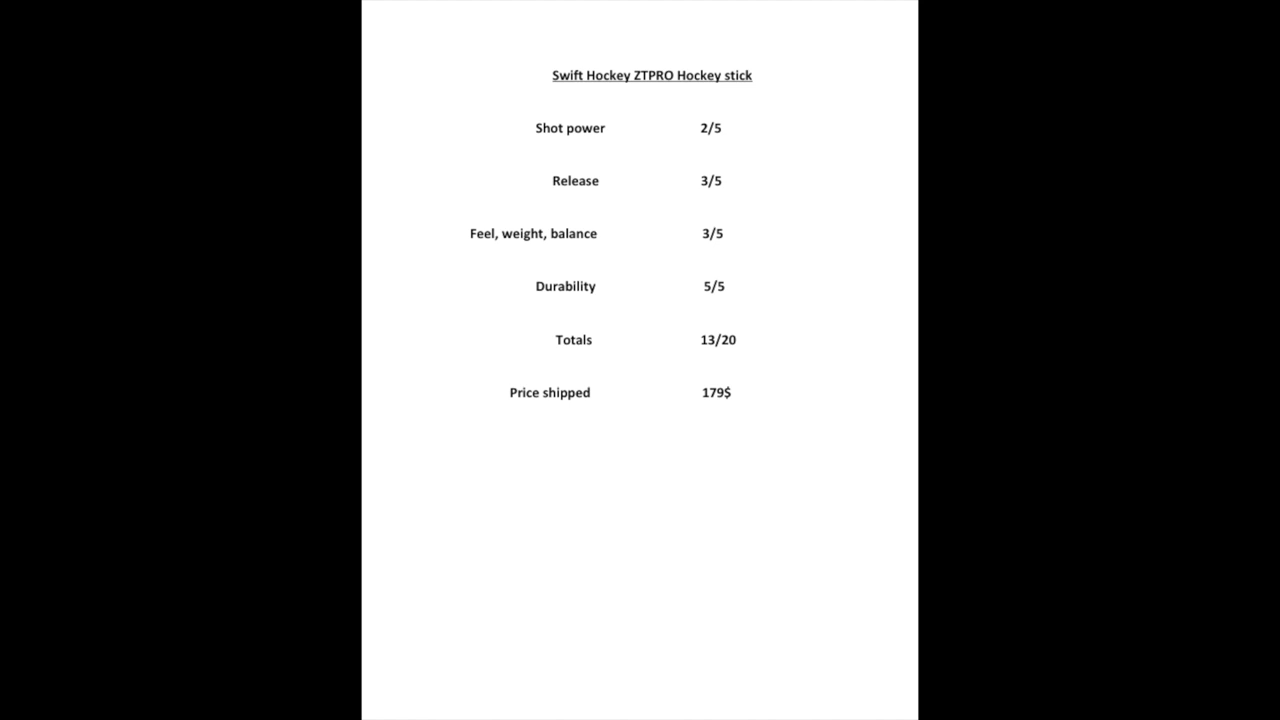 Swift Hockey ZTPRO Hockey stick
Shot power 2/5
Release 3/5
Feel, weight, balance 3/5
Durability 5/5
Totals 13/20
Price shipped 179$